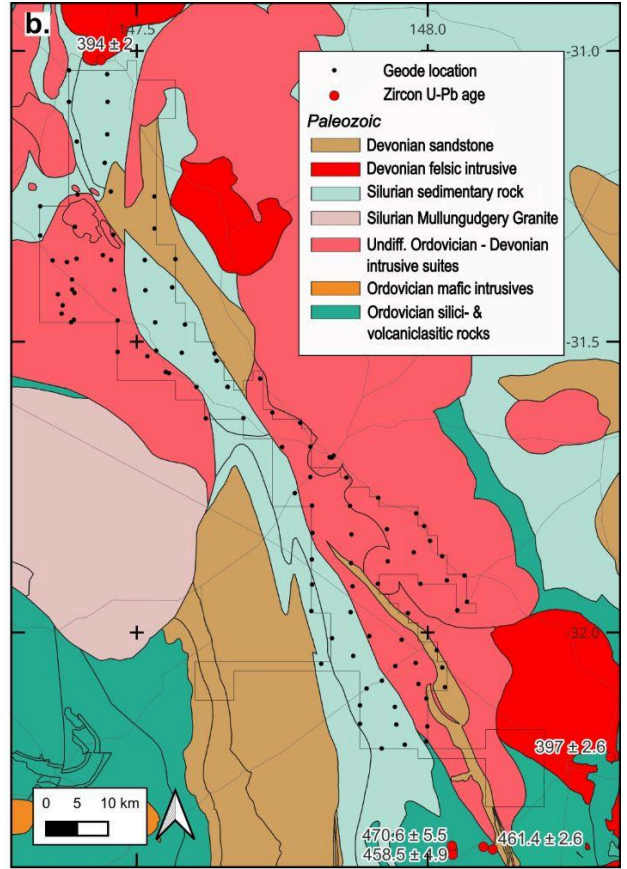 b.
147.5
148.0
394 ± 2
-31.0
Geode location
Zircon U-Pb age
Paleozoic
Devonian sandstone
Devonian felsic intrusive
Silurian sedimentary rock
Silurian Mullungudgery Granite
Undiff. Ordovician - Devonian
intrusive suites
Ordovician mafic intrusives
Ordovician silici- &
volcaniclasitic rocks
-31.5
-32.0
397 ± 2.6
0 5 10 km
470.6 ± 5.5
458.5 ± 4.9
461.4 ± 2.6